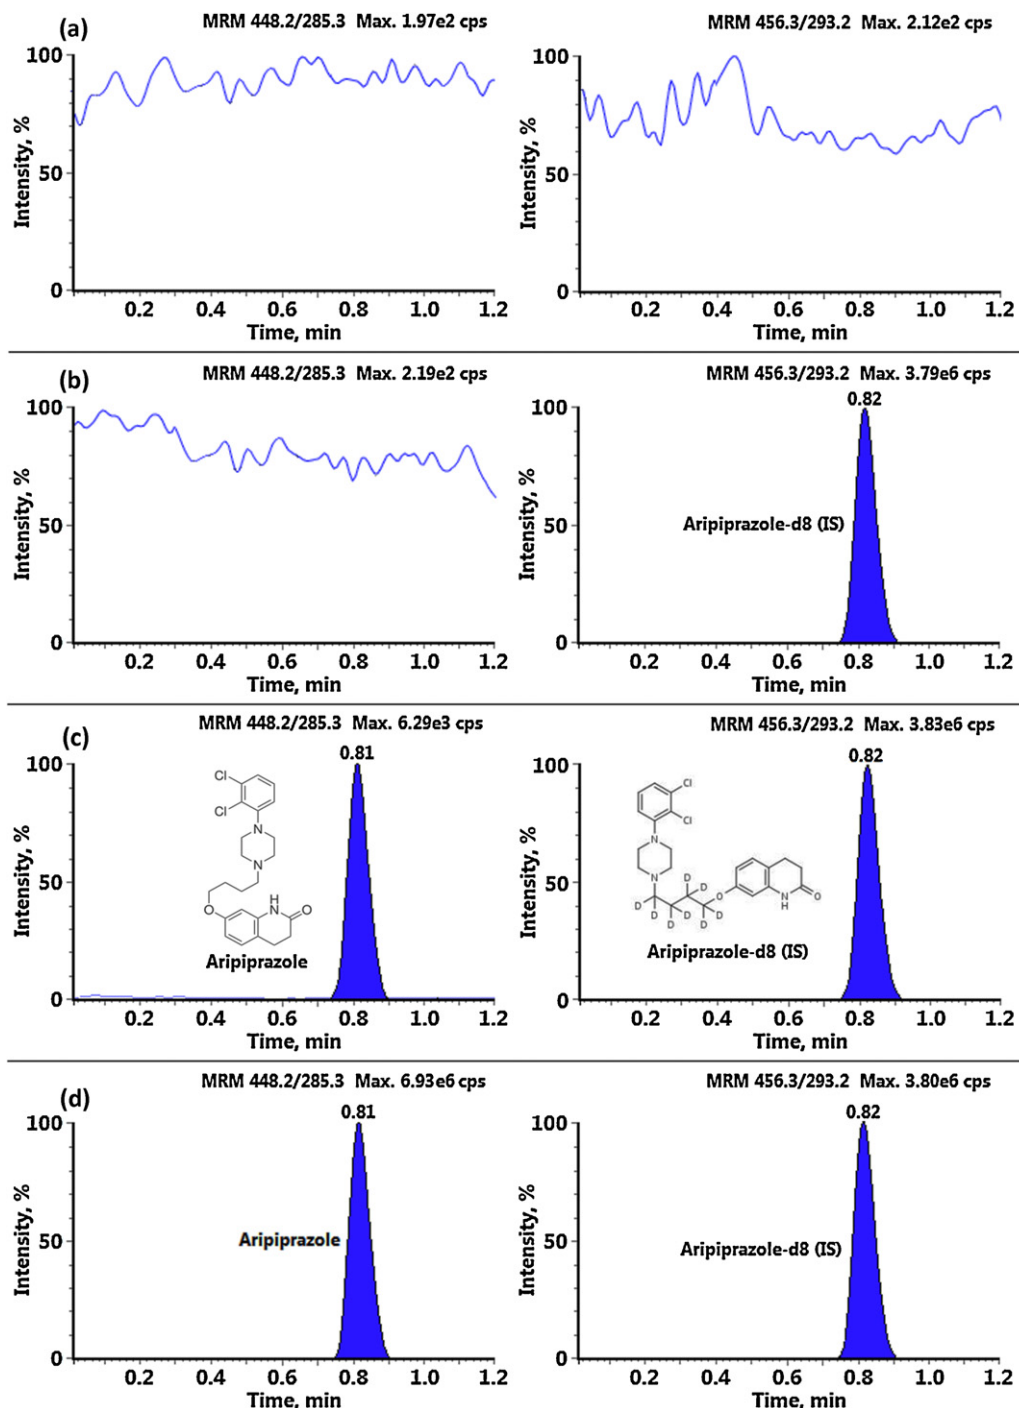 (a)
MRM 448.2/285.3 Max. 1.97e2 cps
100
50
0
Intensity, %
0.2 0.4 0.6 0.8 1.0 1.2
Time, min
MRM 456.3/293.2 Max. 2.12e2 cps
100
50
0
Intensity, %
0.2 0.4 0.6 0.8 1.0 1.2
Time, min
(b)
MRM 448.2/285.3 Max. 2.19e2 cps
100
50
0
Intensity, %
0.2 0.4 0.6 0.8 1.0 1.2
Time, min
MRM 456.3/293.2 Max. 3.79e6 cps
0.82
100
50
0
Intensity, %
Aripiprazole-d8 (IS)
0.2 0.4 0.6 0.8 1.0 1.2
Time, min
(c)
MRM 448.2/285.3 Max. 6.29e3 cps
0.81
100
50
0
Intensity, %
Cl
Cl
N
N
O
NH
O
Aripiprazole
0.2 0.4 0.6 0.8 1.0 1.2
Time, min
MRM 456.3/293.2 Max. 3.83e6 cps
0.82
100
50
0
Intensity, %
Cl
Cl
N
N
D D
D D D D D D
O
NH
O
Aripiprazole-d8 (IS)
0.2 0.4 0.6 0.8 1.0 1.2
Time, min
(d)
MRM 448.2/285.3 Max. 6.93e6 cps
0.81
100
50
0
Intensity, %
Aripiprazole
0.2 0.4 0.6 0.8 1.0 1.2
Time, min
MRM 456.3/293.2 Max. 3.80e6 cps
0.82
100
50
0
Intensity, %
Aripiprazole-d8 (IS)
0.2 0.4 0.6 0.8 1.0 1.2
Time, min